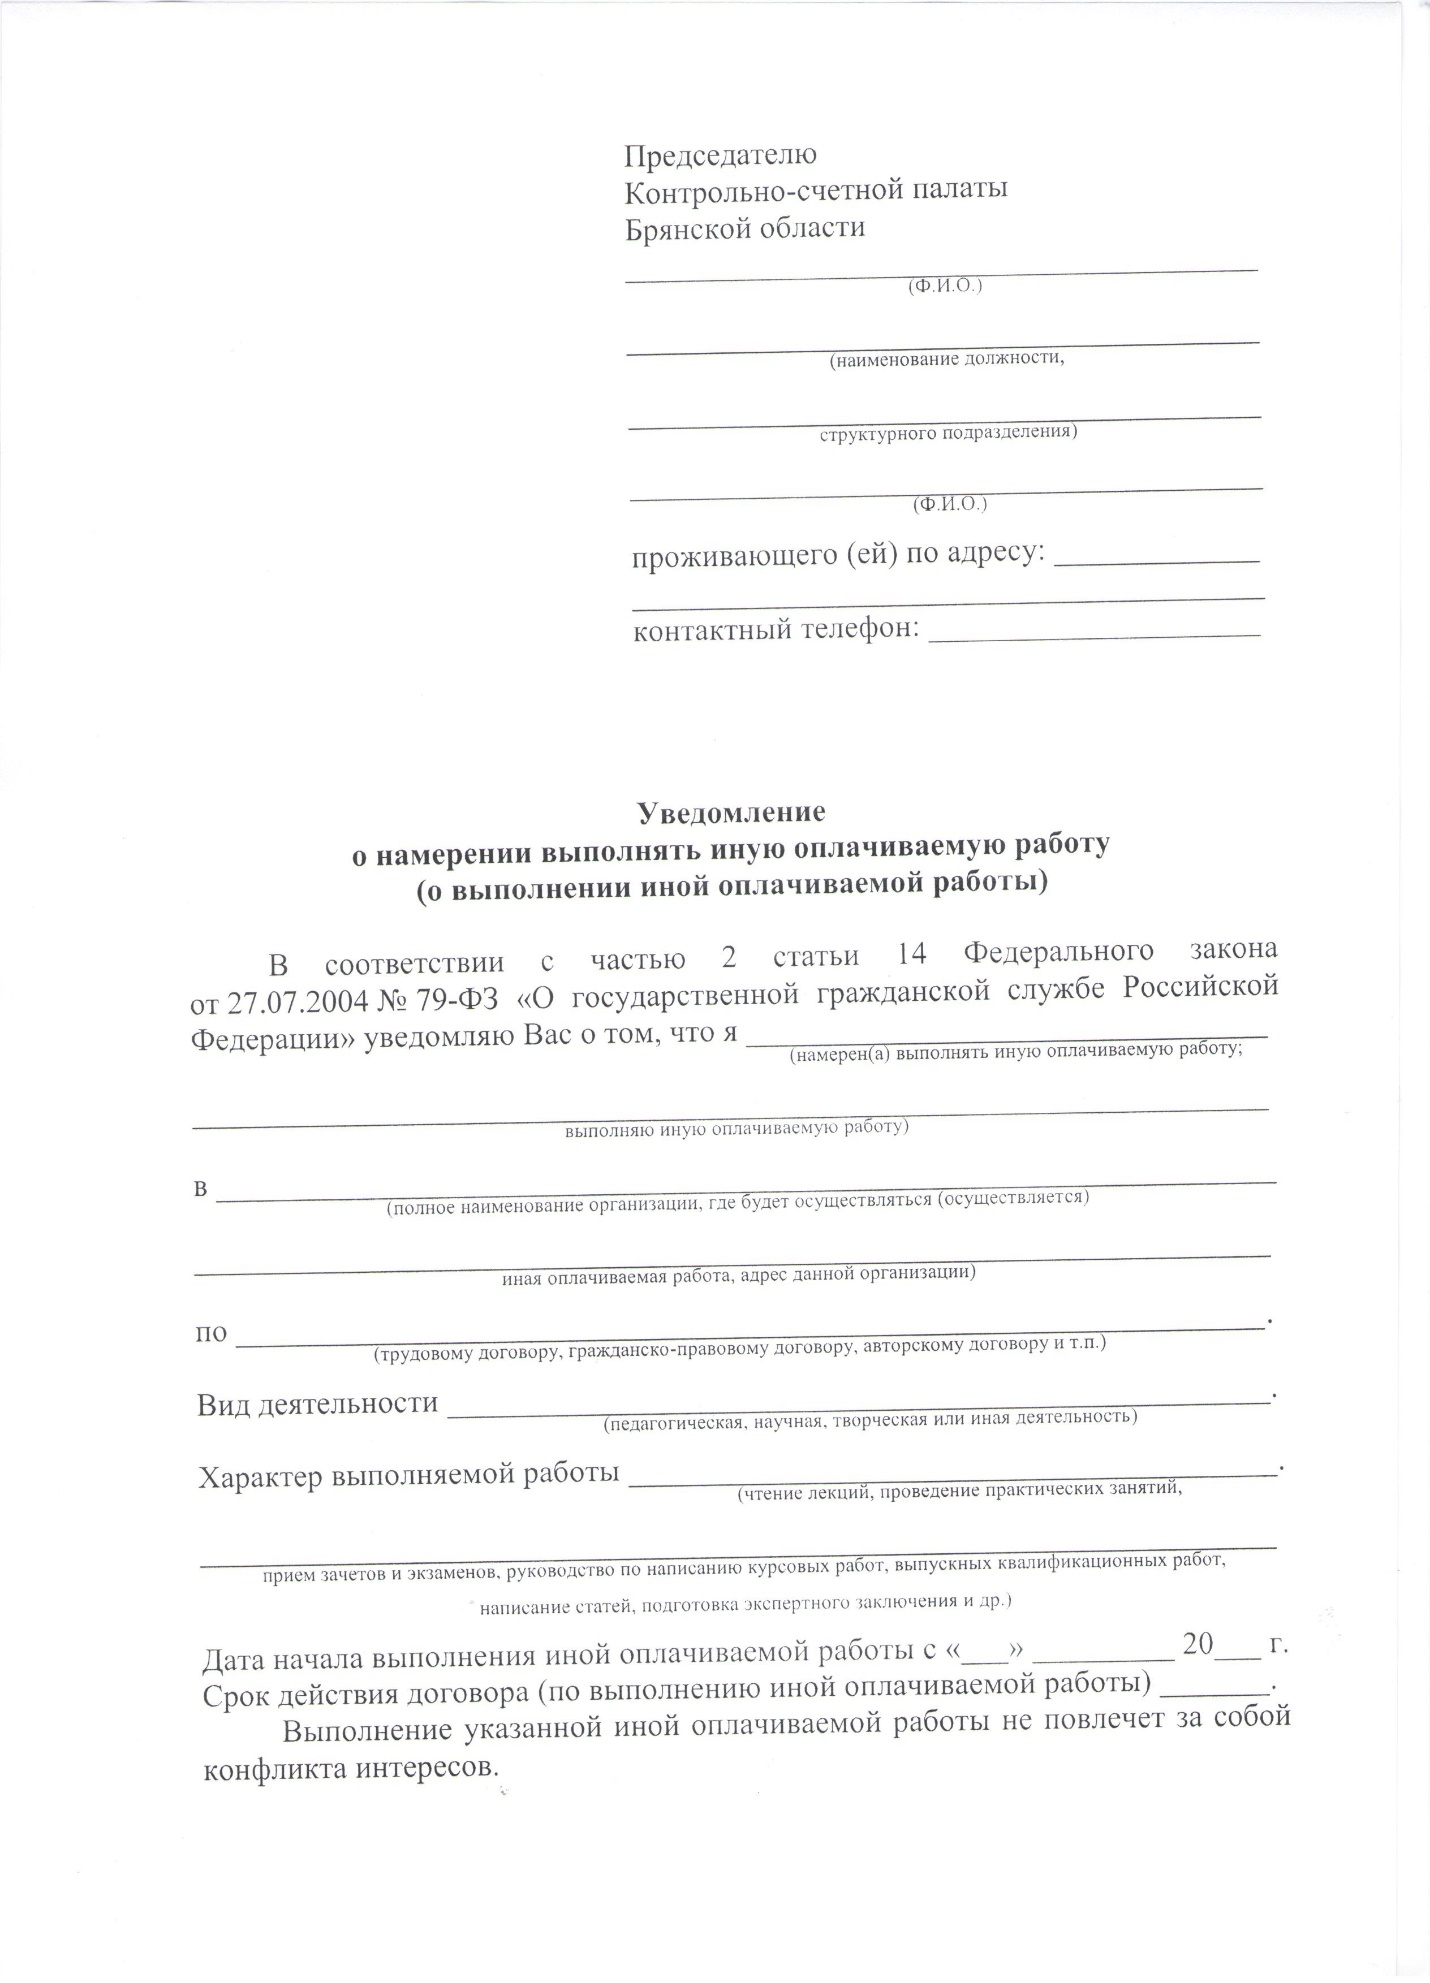 Председателю
Контрольно-счетной палаты
Брянской области
(Ф.И.О.)
(наименование должности,
структурного подразделения)
(Ф.И.О.)
проживающего (ей) по адресу: ______________
контактный телефон: ______________
Уведомление
о намерении выполнять иную оплачиваемую работу
(о выполнении иной оплачиваемой работы)
В соответствии с частью 2 статьи 14 Федерального закона
от 27.07.2004 № 79-ФЗ «О государственной гражданской службе Российской
Федерации» уведомляю Вас о том, что я ______________
(намерен(а) выполнять иную оплачиваемую работу;
выполняю иную оплачиваемую работу)
в ______________
(полное наименование организации, где будет осуществляться (осуществляется)
иная оплачиваемая работа, адрес данной организации)
по ______________.
(трудовому договору, гражданско-правовому договору, авторскому договору и т.п.)
Вид деятельности ______________.
(педагогическая, научная, творческая или иная деятельность)
Характер выполняемой работы ______________.
(чтение лекций, проведение практических занятий,
прием зачетов и экзаменов, руководство по написанию курсовых работ, выпускных квалификационных работ,
написание статей, подготовка экспертного заключения и др.)
Дата начала выполнения иной оплачиваемой работы с «___» _________ 20___ г.
Срок действия договора (по выполнению иной оплачиваемой работы) _______.
Выполнение указанной иной оплачиваемой работы не повлечет за собой
конфликта интересов.